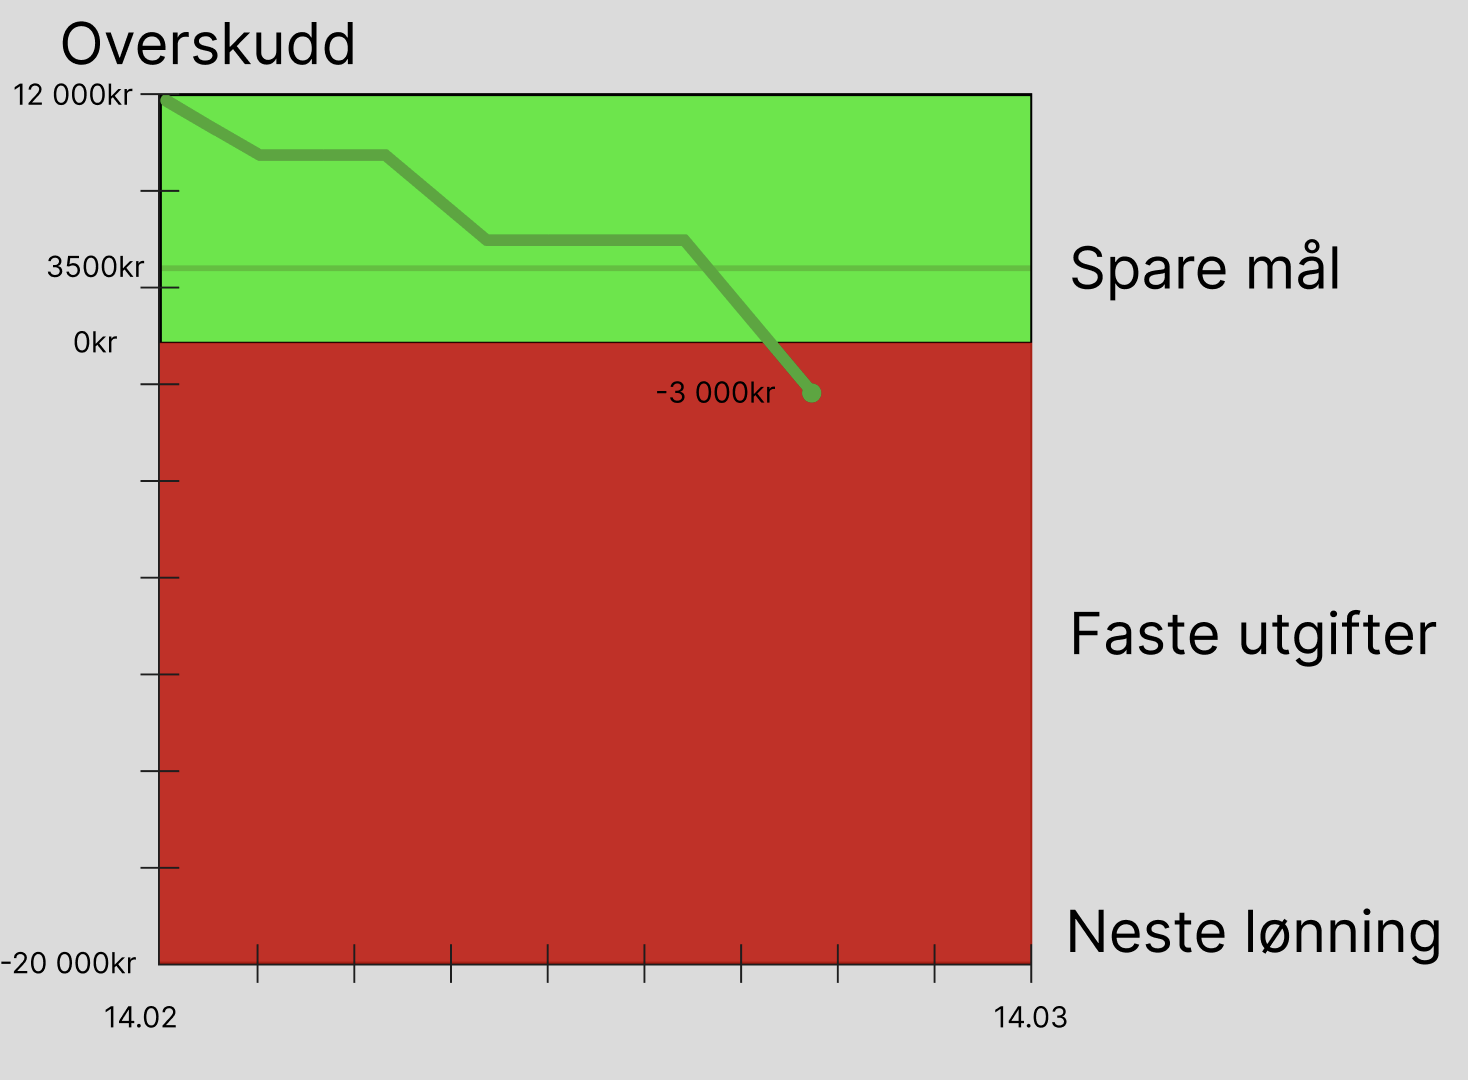 Overskudd
12 000kr
3500kr
Spare mål
0kr
-3 000kr
Faste utgifter
Neste lønning
-20 000kr
14.02
14.03